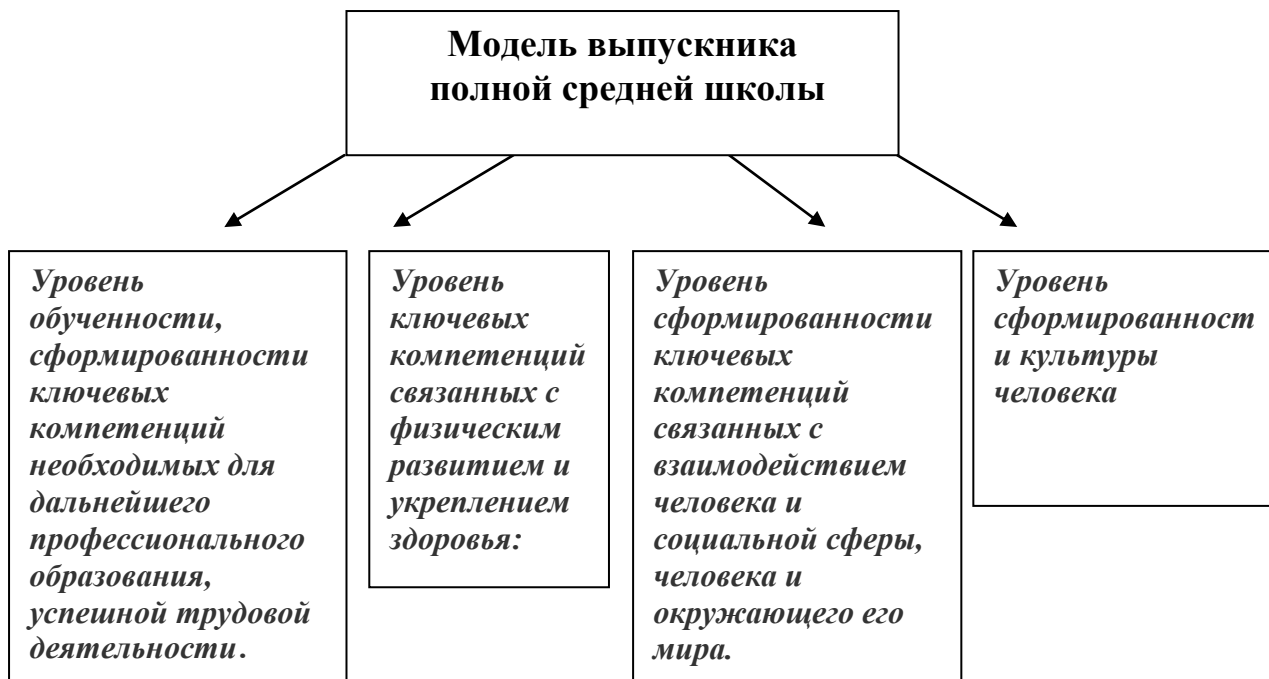 Модель выпускника
полной средней школы
Уровень
обученности,
сформированности
ключевых
компетенций
необходимых для
дальнейшего
профессионального
образования,
успешной трудовой
деятельности.
Уровень
ключевых
компетенций
связанных с
физическим
развитием и
укреплением
здоровья:
Уровень
сформированности
ключевых
компетенций
связанных с
взаимодействием
человека и
социальной сферы,
человека и
окружающего его
мира.
Уровень
сформированност
и культуры
человека